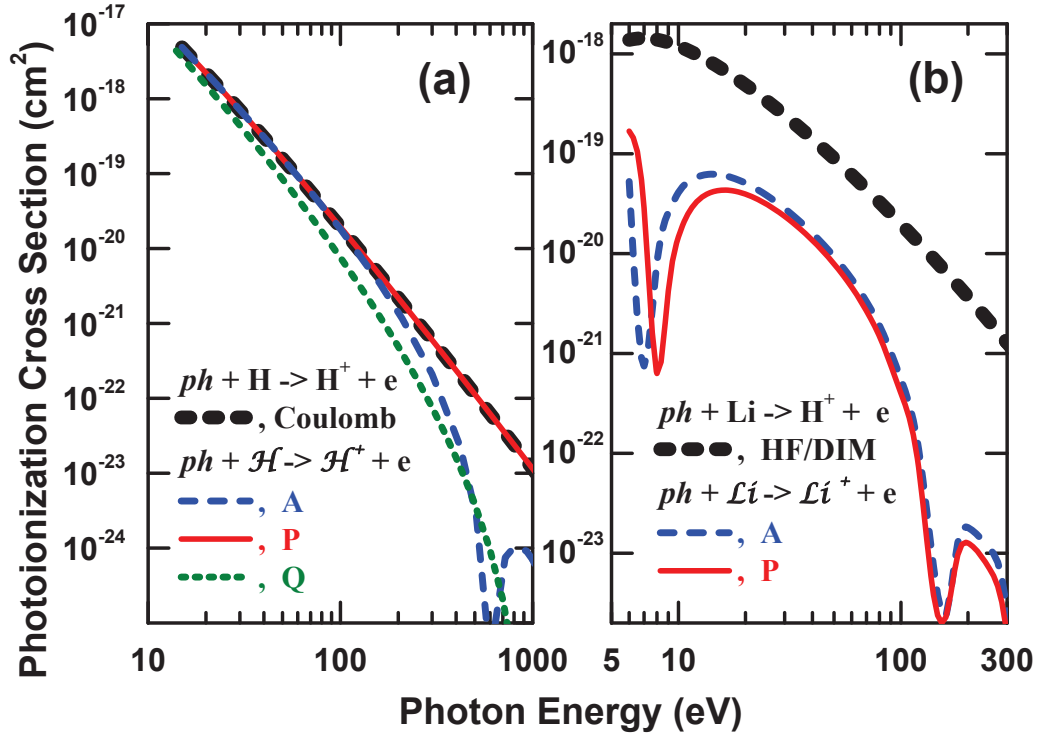 Photoionization Cross Section (cm²)
10⁻¹⁷
10⁻¹⁸
10⁻¹⁹
10⁻²⁰
10⁻²¹
10⁻²²
10⁻²³
10⁻²⁴
(a)
ph + H -> H⁺ + e
, Coulomb
ph + ℋ -> ℋ⁺ + e
, A
, P
, Q
10 100 1000
10⁻¹⁸
10⁻¹⁹
10⁻²⁰
10⁻²¹
10⁻²²
10⁻²³
(b)
ph + Li -> H⁺ + e
, HF/DIM
ph + ℒί -> ℒί⁺ + e
, A
, P
5 10 100 300
Photon Energy (eV)